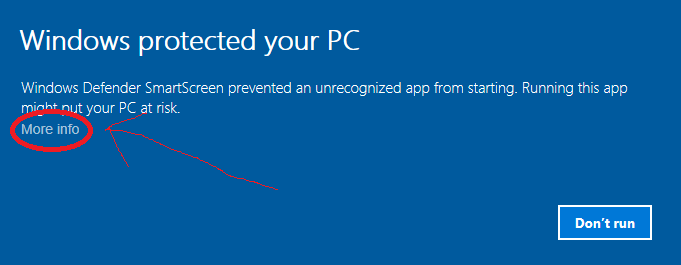 Windows protected your PC
Windows Defender SmartScreen prevented an unrecognized app from starting. Running this app
might put your PC at risk.
More info
Don't run